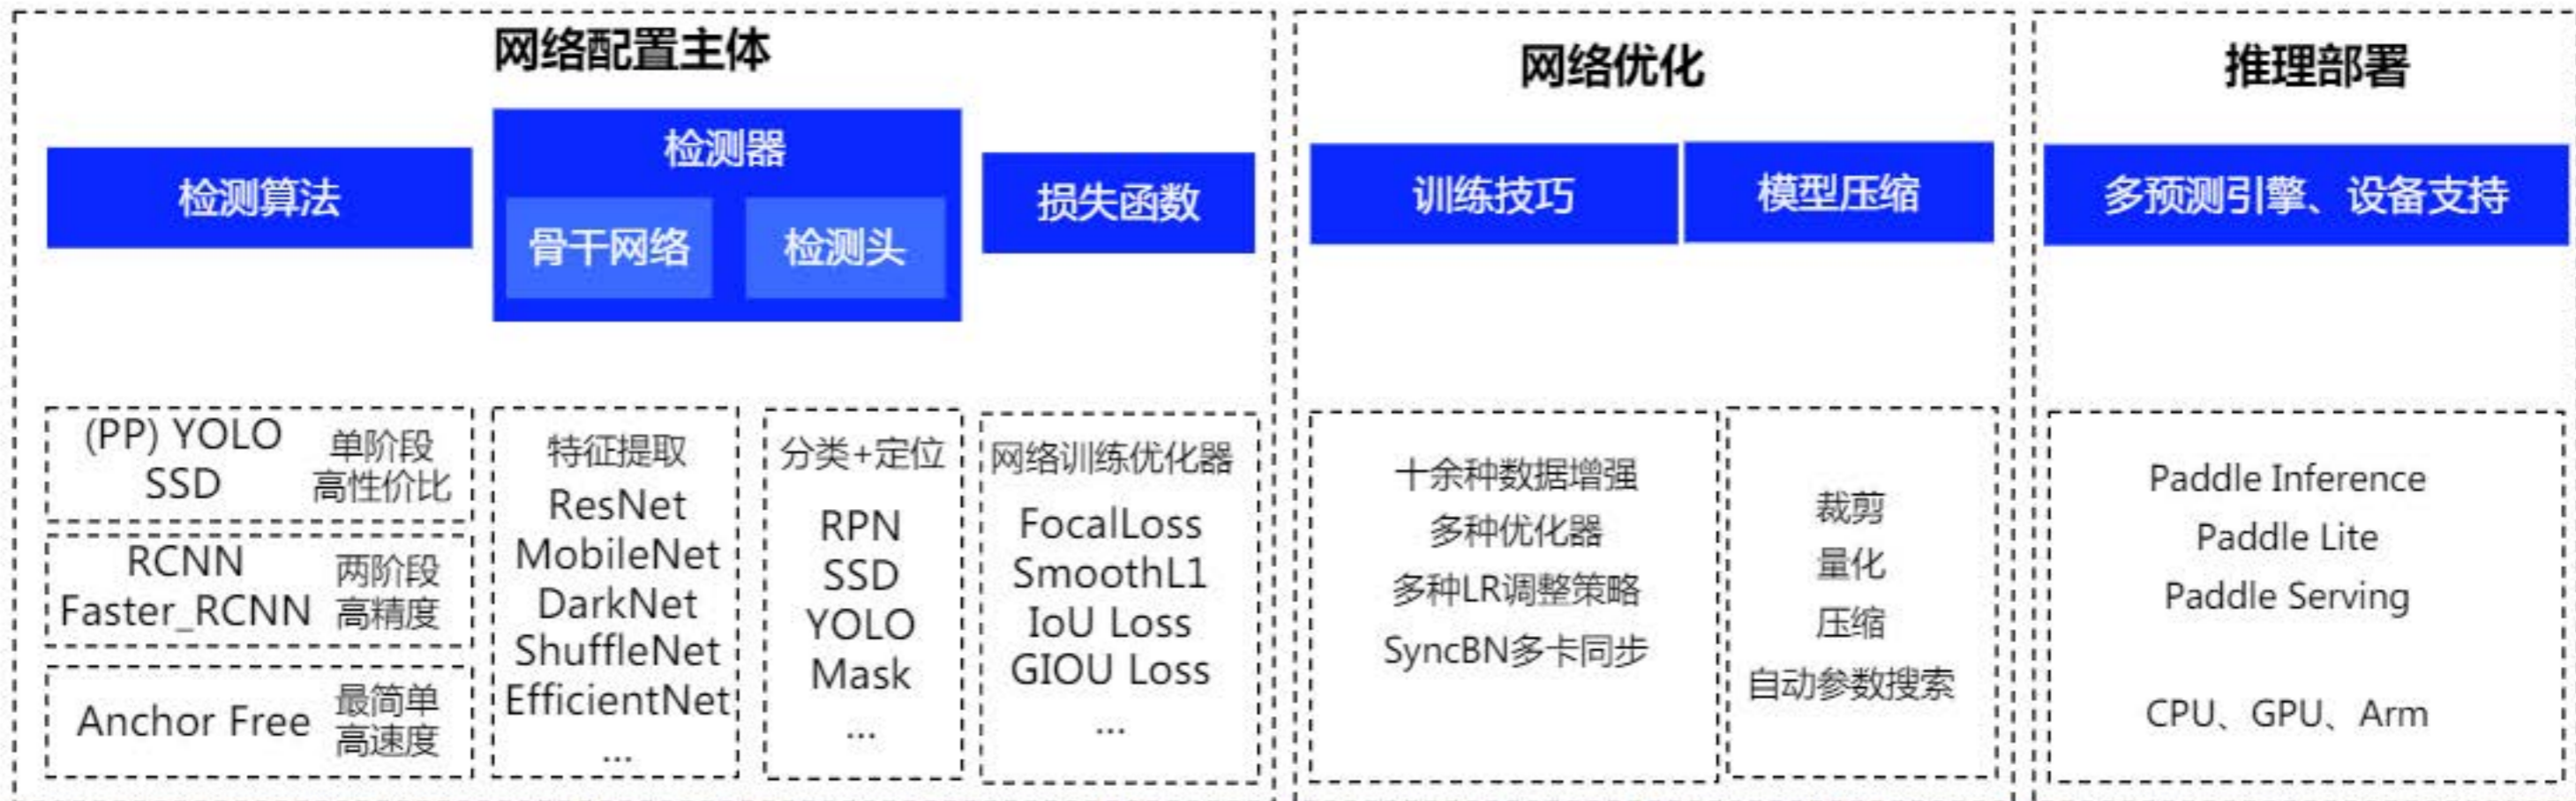 网络配置主体
检测算法
检测器
骨干网络
检测头
损失函数
(PP) YOLO
SSD
单阶段
高性价比
RCNN
Faster_RCNN
两阶段
高精度
Anchor Free
最简单
高速度
特征提取
ResNet
MobileNet
DarkNet
ShuffleNet
EfficientNet
...
分类+定位
RPN
SSD
YOLO
Mask
...
网络训练优化器
FocalLoss
SmoothL1
IoU Loss
GIOU Loss
...
网络优化
训练技巧
模型压缩
十余种数据增强
多种优化器
多种LR调整策略
SyncBN多卡同步
裁剪
量化
压缩
自动参数搜索
推理部署
多预测引擎、设备支持
Paddle Inference
Paddle Lite
Paddle Serving
CPU、GPU、Arm